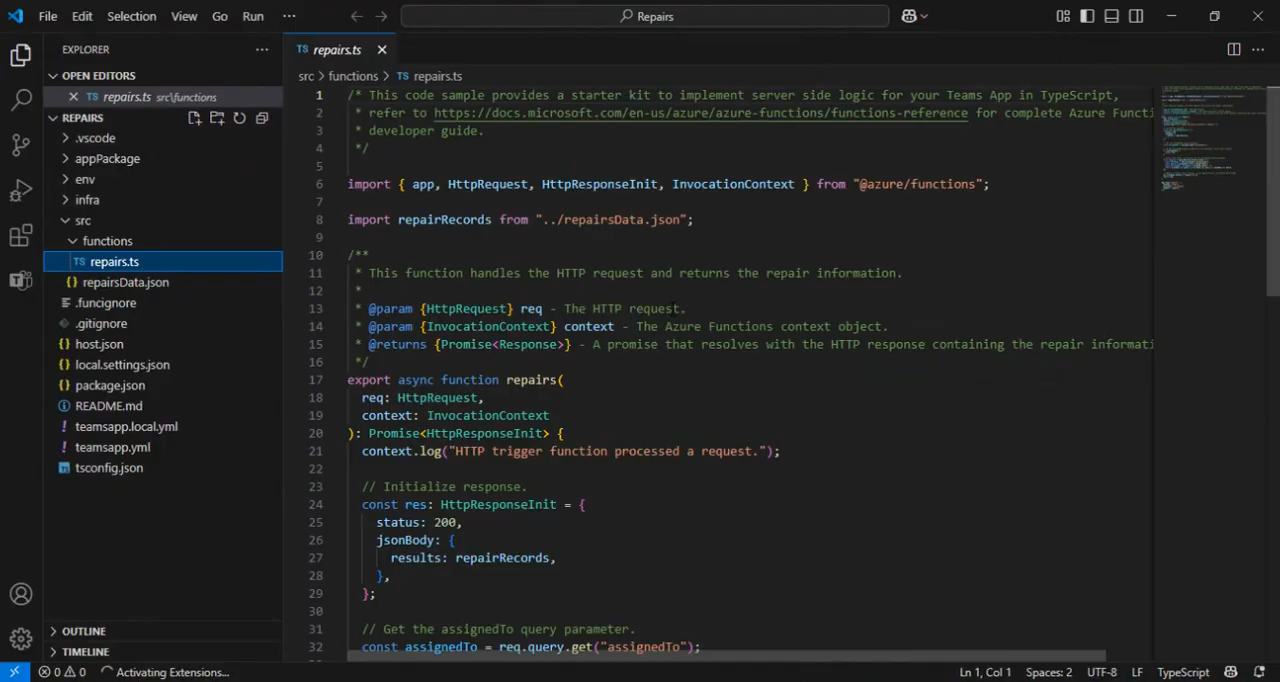 File Edit Selection View Go Run ··· Repairs
EXPLORER ···
OPEN EDITORS
repairs.ts src\functions
REPAIRS
.vscode
appPackage
env
infra
src
functions
TS repairs.ts
{} repairsData.json
.funcignore
.gitignore
{} host.json
{} local.settings.json
{} package.json
README.md
! teamsapp.local.yml
! teamsapp.yml
tsconfig.json
OUTLINE
TIMELINE
TS repairs.ts
src > functions > TS repairs.ts
1 /* This code sample provides a starter kit to implement server side logic for your Teams App in TypeScript,
2 * refer to https://docs.microsoft.com/en-us/azure/azure-functions/functions-reference for complete Azure Functi
3 * developer guide.
4 */
5
6 import { app, HttpRequest, HttpResponseInit, InvocationContext } from "@azure/functions";
7
8 import repairRecords from "../repairsData.json";
9
10 /**
11 * This function handles the HTTP request and returns the repair information.
12 *
13 * @param {HttpRequest} req - The HTTP request.
14 * @param {InvocationContext} context - The Azure Functions context object.
15 * @returns {Promise<Response>} - A promise that resolves with the HTTP response containing the repair informati
16 */
17 export async function repairs(
18 req: HttpRequest,
19 context: InvocationContext
20 ): Promise<HttpResponseInit> {
21 context.log("HTTP trigger function processed a request.");
22
23 // Initialize response.
24 const res: HttpResponseInit = {
25 status: 200,
26 jsonBody: {
27 results: repairRecords,
28 },
29 };
30
31 // Get the assignedTo query parameter.
32 const assignedTo = req.query.get("assignedTo");
0 0 Activating Extensions... Ln 1, Col 1 Spaces: 2 UTF-8 LF TypeScript